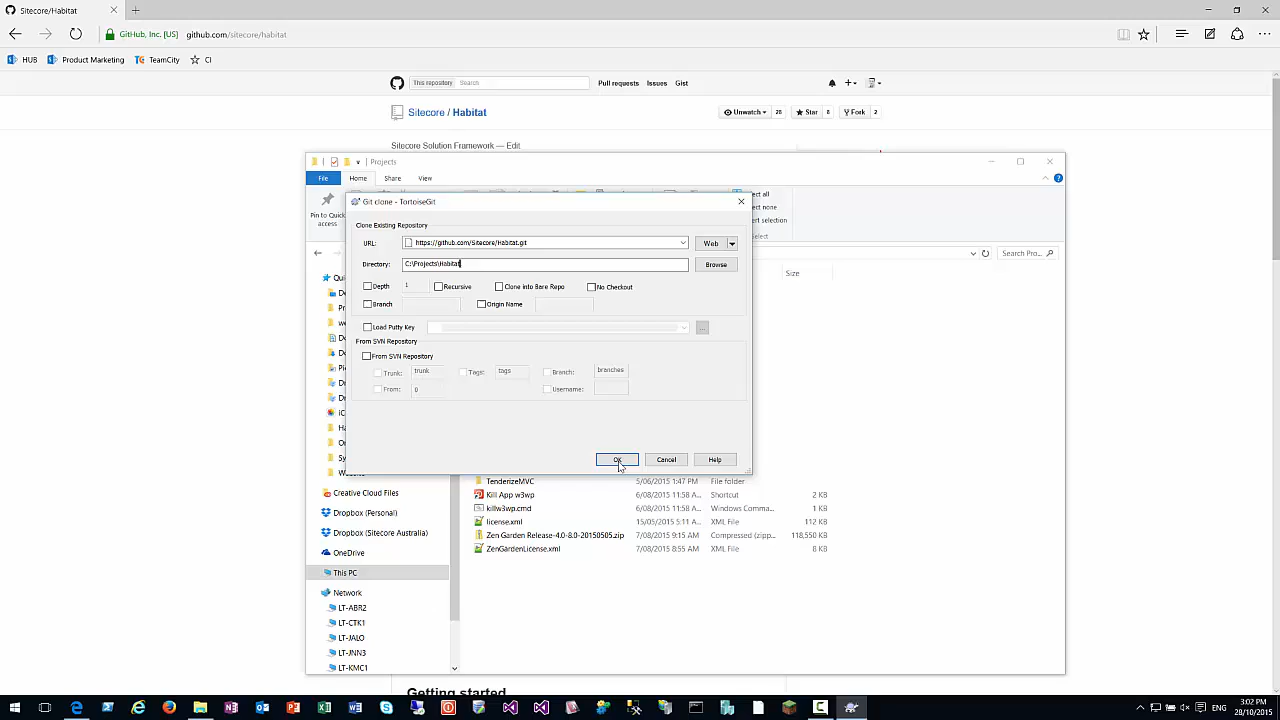 Sitecore/Habitat
GitHub, Inc. [US] github.com/sitecore/habitat
HUB Product Marketing TeamCity CI
This repository Search Pull requests Issues Gist
Sitecore / Habitat Unwatch 26 Star 8 Fork 2
Sitecore Solution Framework — Edit
Projects
File Home Share View
Pin to Quick access
Git clone - TortoiseGit
Clone Existing Repository
URL: https://github.com/Sitecore/Habitat.git Web
Directory: C:\Projects\Habitat Browse
Depth 1 Recursive Clone into Bare Repo No Checkout
Branch Origin Name
Load Putty Key ...
From SVN Repository
From SVN Repository
Trunk: trunk Tags: tags Branch: branches
From: 0 Username:
OK Cancel Help
select none
Search Pro...
Size
Creative Cloud Files
Dropbox (Personal)
Dropbox (Sitecore Australia)
OneDrive
This PC
Network
LT-ABR2
LT-CTK1
LT-JALO
LT-JNN3
LT-KMC1
TenderizeMVC 5/06/2015 1:47 PM File folder
Kill App w3wp 6/08/2015 11:58 A... Shortcut 2 KB
killw3wp.cmd 6/08/2015 11:58 A... Windows Comma... 1 KB
license.xml 15/05/2015 5:11 A... XML File 112 KB
Zen Garden Release-4.0-8.0-20150505.zip 7/08/2015 9:15 AM Compressed (zipp... 118,550 KB
ZenGardenLicense.xml 7/08/2015 8:55 AM XML File 8 KB
Getting started
ENG
3:02 PM
28/10/2015